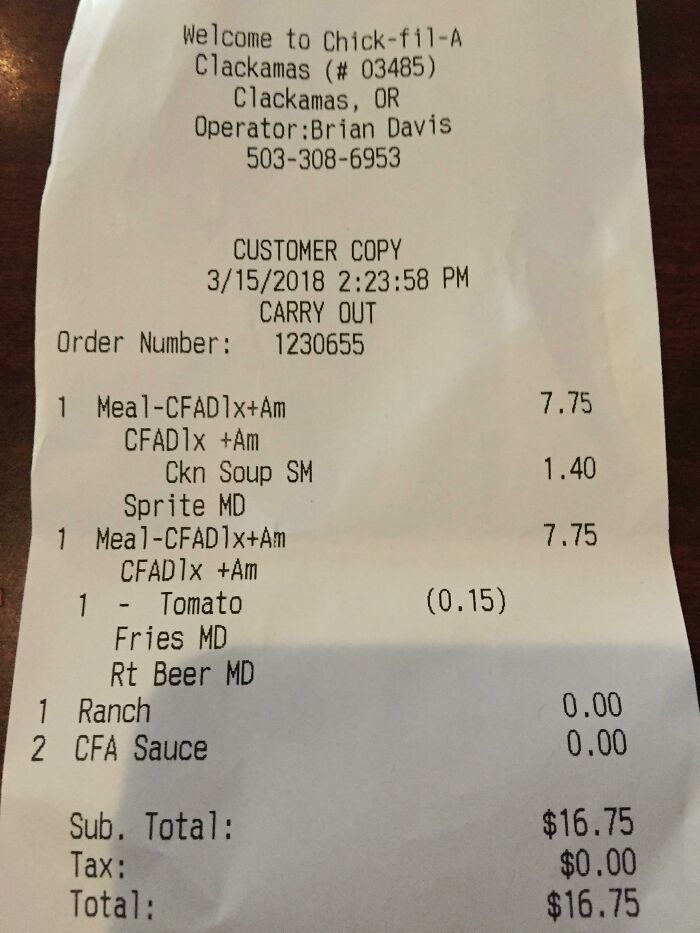 Welcome to Chick-fil-A
Clackamas (# 03485)
Clackamas, OR
Operator:Brian Davis
503-308-6953
CUSTOMER COPY
3/15/2018 2:23:58 PM
CARRY OUT
Order Number: 1230655
1 Meal-CFADlx+Am 7.75
CFADlx +Am
Ckn Soup SM 1.40
Sprite MD
1 Meal-CFADlx+Am 7.75
CFADlx +Am
1 - Tomato (0.15)
Fries MD
Rt Beer MD
1 Ranch 0.00
2 CFA Sauce 0.00
Sub. Total: $16.75
Tax: $0.00
Total: $16.75